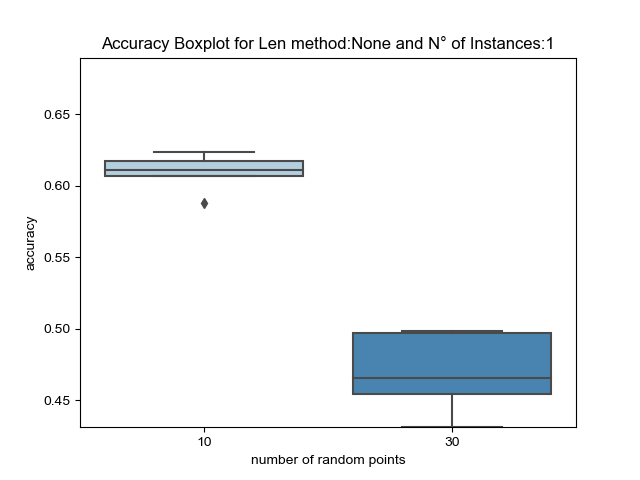 Accuracy Boxplot for Len method:None and N° of Instances:1
0.65
0.60
0.55
0.50
0.45
accuracy
10
30
number of random points